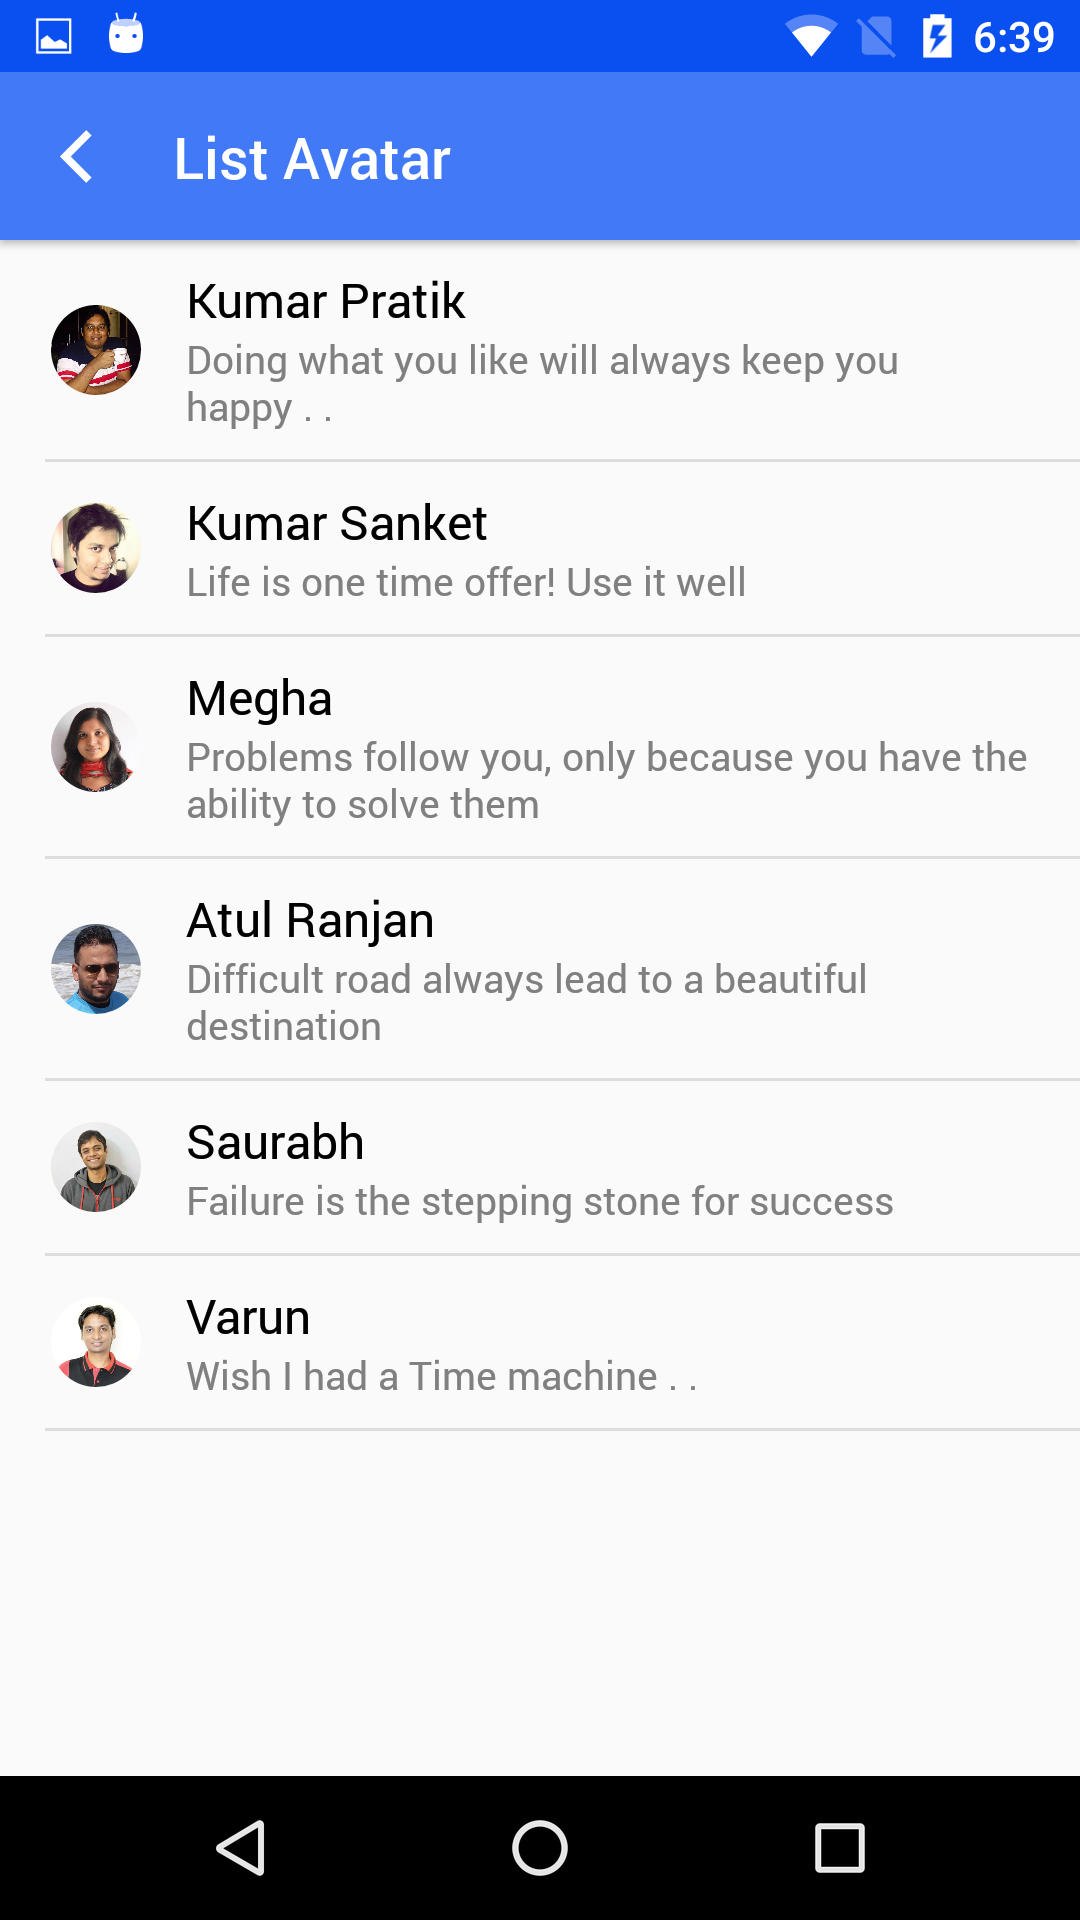 6:39
List Avatar
Kumar Pratik
Doing what you like will always keep you
happy . .
Kumar Sanket
Life is one time offer! Use it well
Megha
Problems follow you, only because you have the
ability to solve them
Atul Ranjan
Difficult road always lead to a beautiful
destination
Saurabh
Failure is the stepping stone for success
Varun
Wish I had a Time machine . .